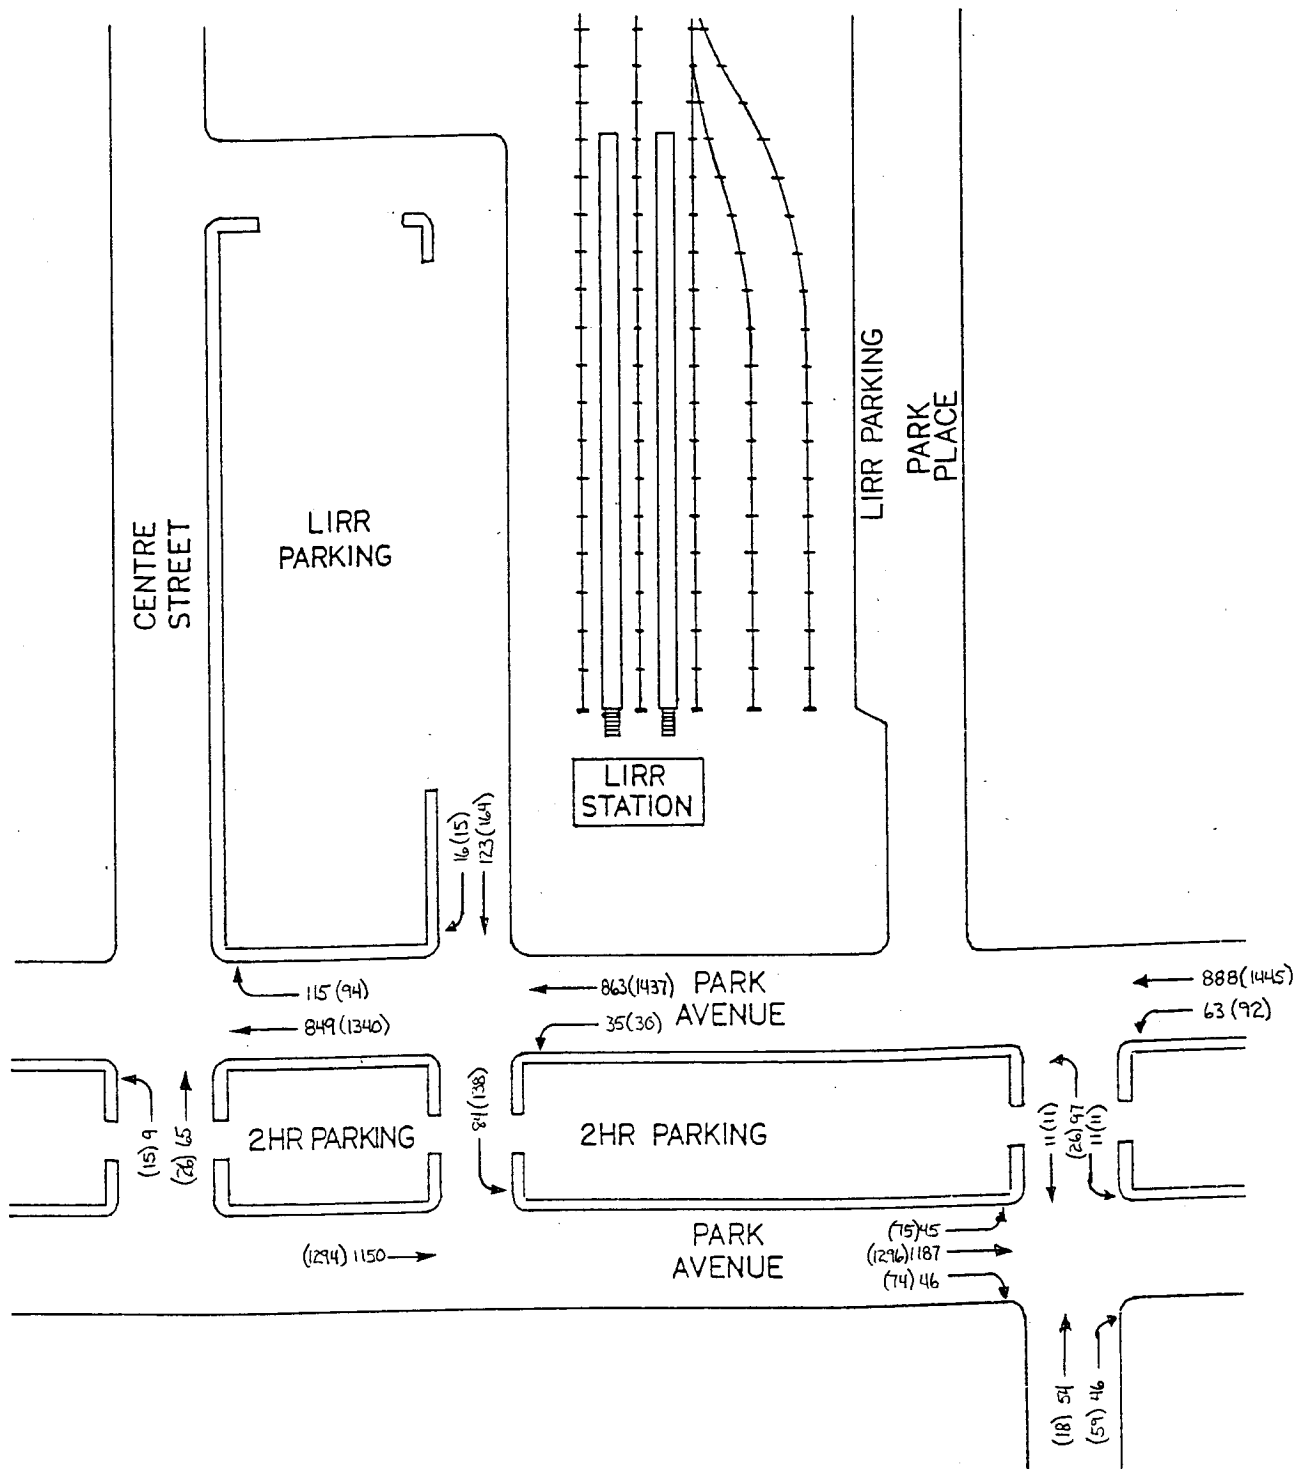 LIRR PARKING
PARK
PLACE
CENTRE
STREET
LIRR
PARKING
LIRR
STATION
16(15)
123(164)
115(94)
849(1340)
863(1437)
35(30)
PARK
AVENUE
888(1445)
63(92)
(15)9
(26)65
2HR PARKING
84(138)
2HR PARKING
11(11)
(26)97
11(11)
(1294)1150
PARK
AVENUE
(75)45
(1296)1187
(74)46
(18)54
(59)46